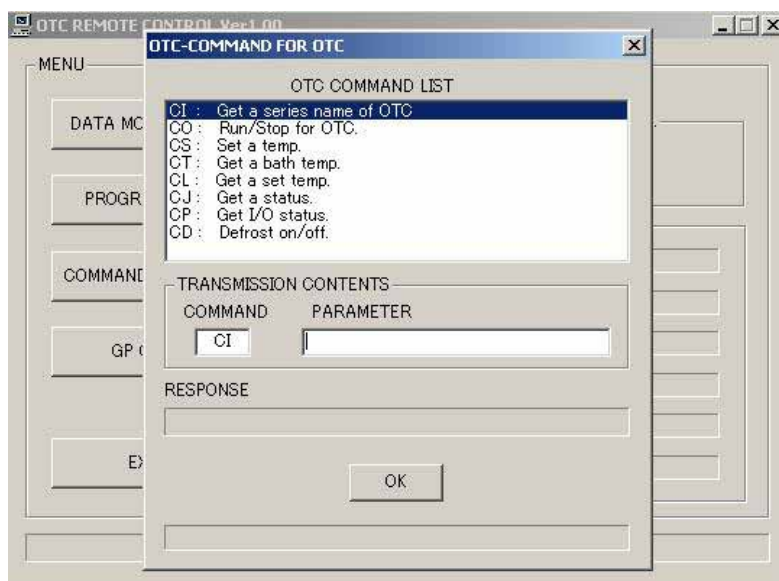 OTC REMOTE CONTROL Ver1.00
OTC-COMMAND FOR OTC
MENU
OTC COMMAND LIST
CI : Get a series name of OTC
CO : Run/Stop for OTC.
CS : Set a temp.
CT : Get a bath temp.
CL : Get a set temp.
CJ : Get a status.
CP : Get I/O status.
CD : Defrost on/off.
DATA MO
PROGR
COMMAND
GP
EX
TRANSMISSION CONTENTS
COMMAND PARAMETER
CI
RESPONSE
OK